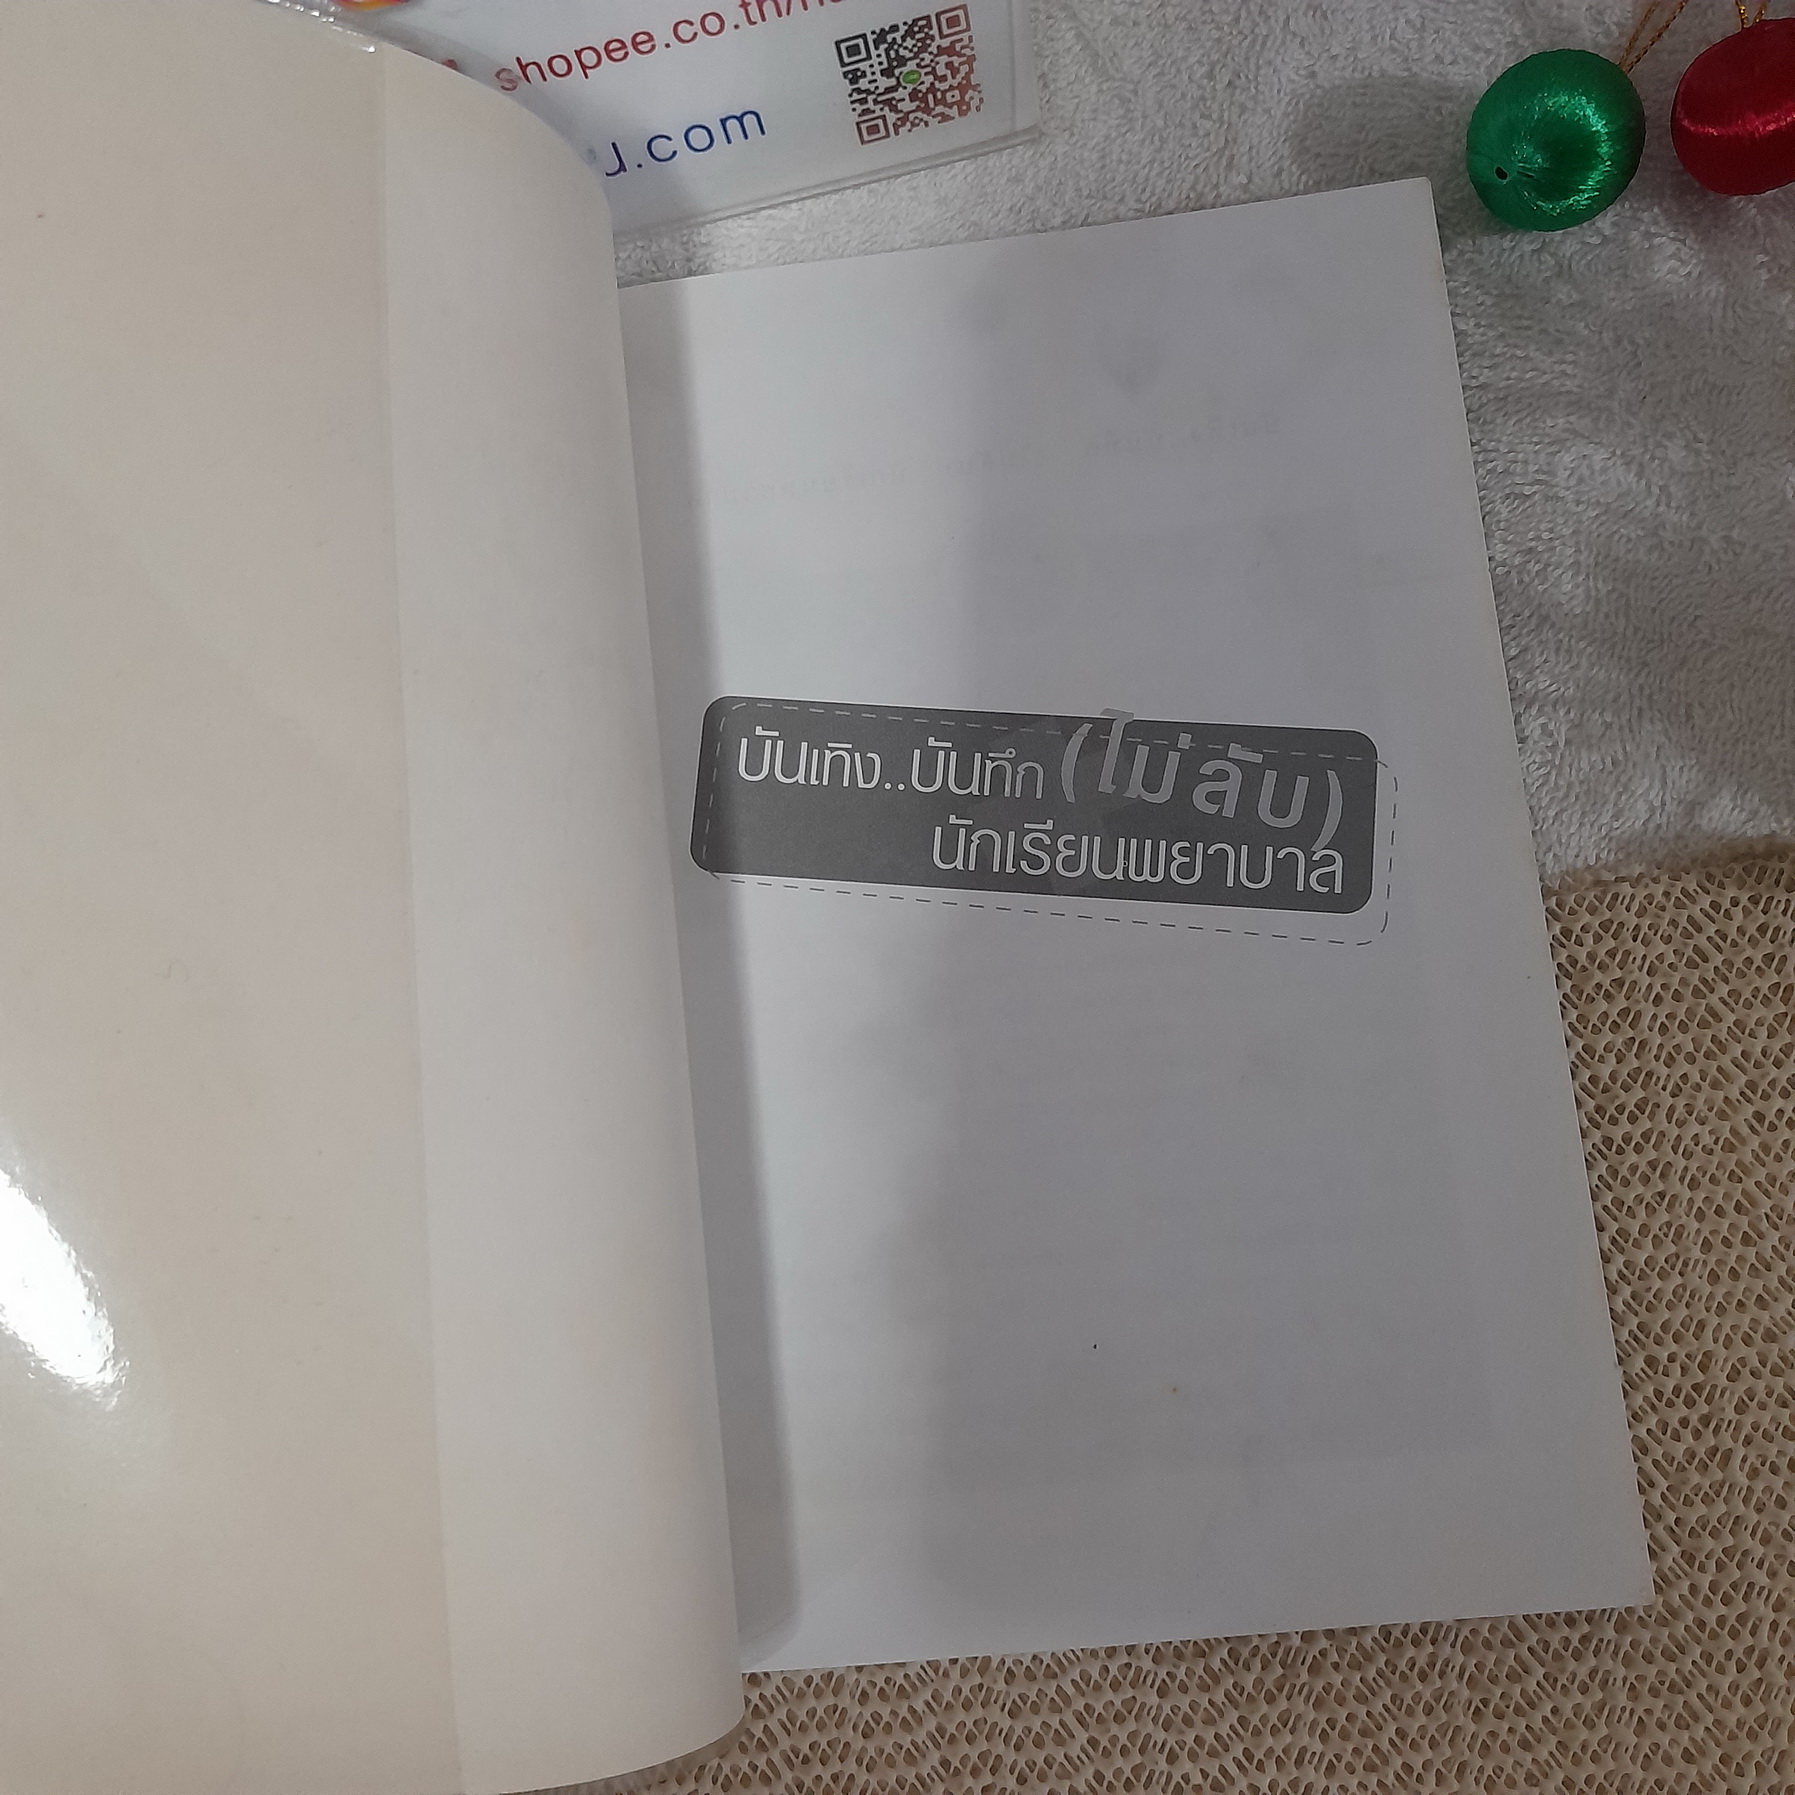 shopee.co.th/
u.com
บันเทิง..บันทึก (ไม่ลับ)
นักเรียนพยาบาล